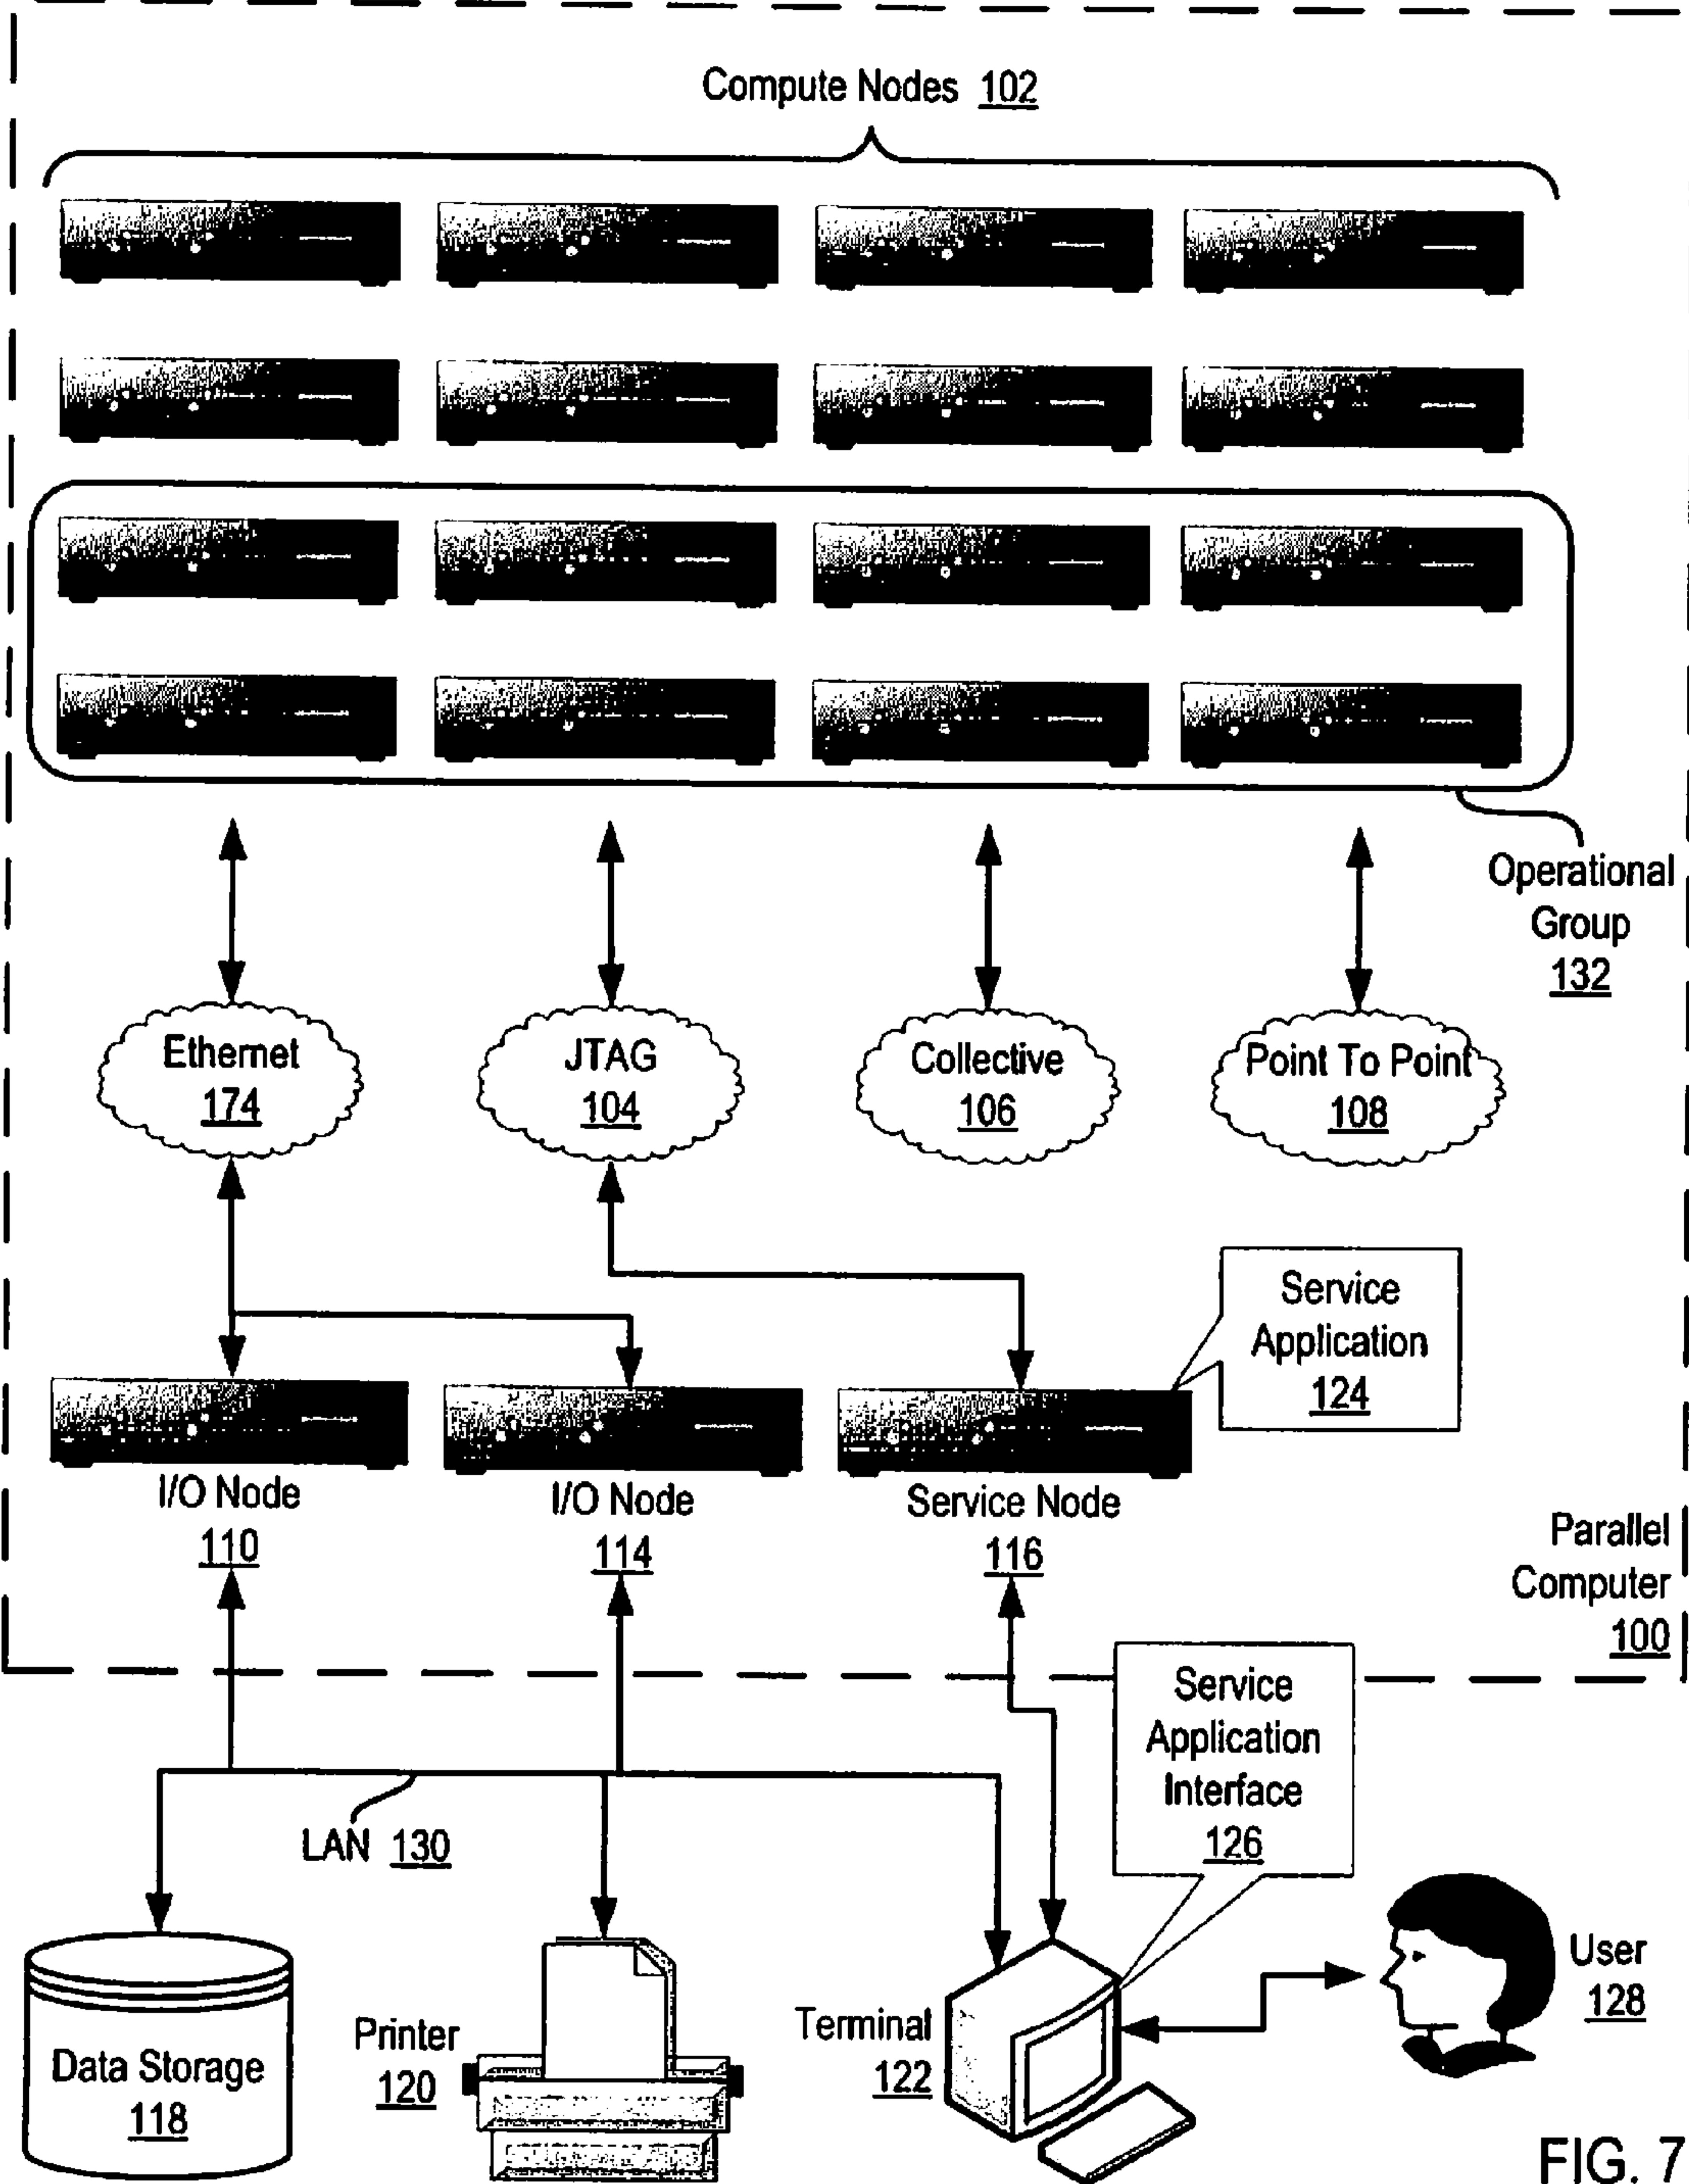 Compute Nodes 102
Operational
Group
132
Ethernet
174
JTAG
104
Collective
106
Point To Point
108
Service
Application
124
I/O Node
110
I/O Node
114
Service Node
116
Parallel
Computer
100
Service
Application
Interface
126
LAN 130
Data Storage
118
Printer
120
Terminal
122
User
128
FIG. 7